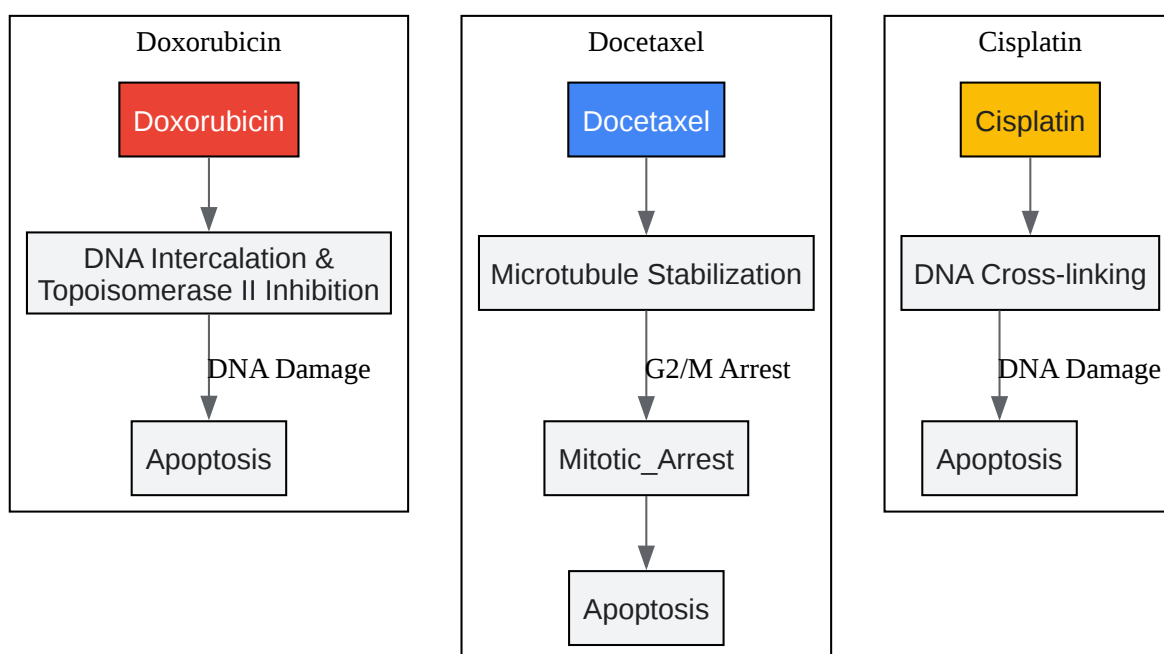 Doxorubicin
Doxorubicin
DNA Intercalation &
Topoisomerase II Inhibition
DNA Damage
Apoptosis
Docetaxel
Docetaxel
Microtubule Stabilization
G2/M Arrest
Mitotic_Arrest
Apoptosis
Cisplatin
Cisplatin
DNA Cross-linking
DNA Damage
Apoptosis